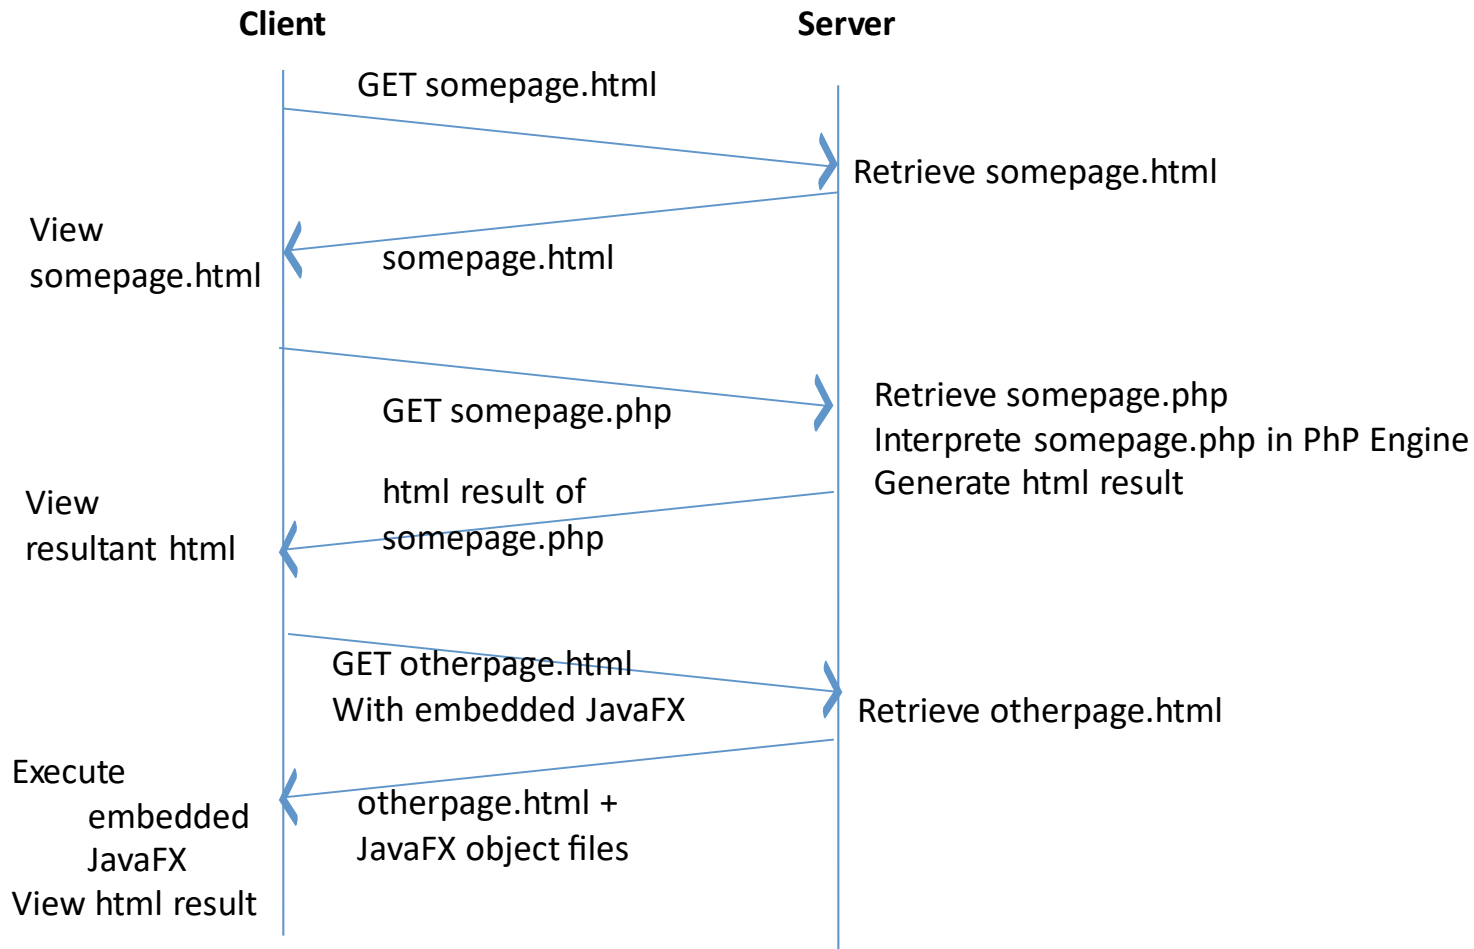 Client
Server
GET somepage.html
Retrieve somepage.html
View
somepage.html
somepage.html
GET somepage.php
Retrieve somepage.php
Interprete somepage.php in PhP Engine
Generate html result
html result of
somepage.php
View
resultant html
GET otherpage.html
With embedded JavaFX
Retrieve otherpage.html
Execute
embedded
JavaFX
View html result
otherpage.html +
JavaFX object files